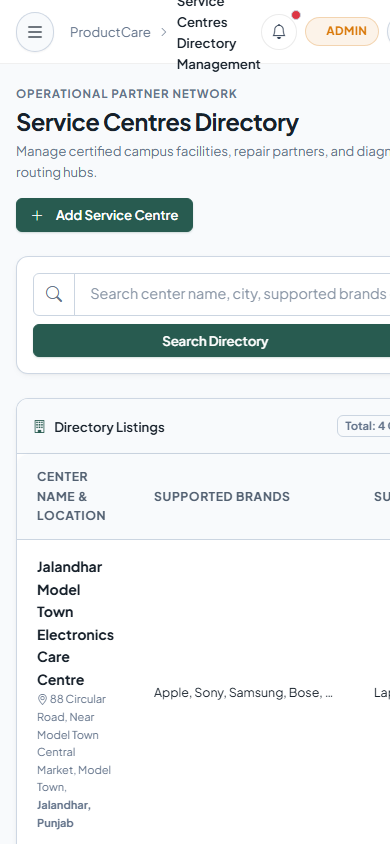 ProductCare
Service
Centres
Directory
Management
ADMIN
OPERATIONAL PARTNER NETWORK
Service Centres Directory
Manage certified campus facilities, repair partners, and diagn
routing hubs.
+ Add Service Centre
Search center name, city, supported brands
Search Directory
Directory Listings
Total: 4
CENTER
NAME &
LOCATION
SUPPORTED BRANDS
SU
Jalandhar
Model
Town
Electronics
Care
Centre
88 Circular
Road, Near
Model Town
Central
Market, Model
Town,
Jalandhar,
Punjab
Apple, Sony, Samsung, Bose, ...
Lap